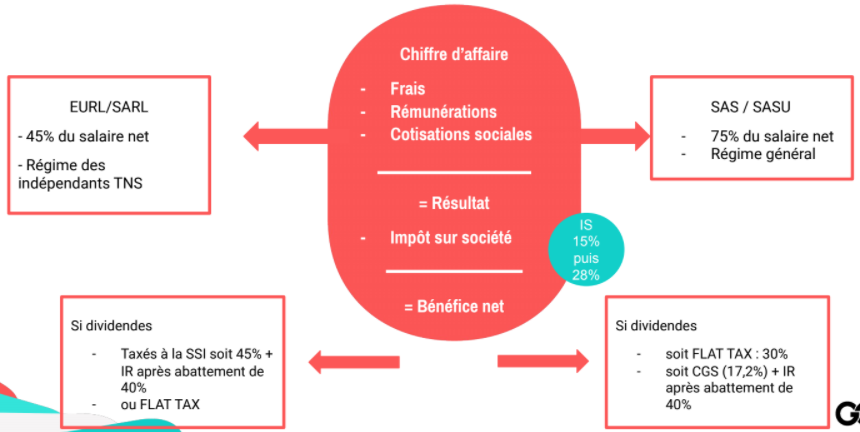 Chiffre d'affaire
- Frais
- Rémunérations
- Cotisations sociales
= Résultat
- Impôt sur société
= Bénéfice net
EURL/SARL
- 45% du salaire net
- Régime des
indépendants TNS
SAS / SASU
- 75% du salaire net
- Régime général
IS
15%
puis
28%
Si dividendes
- Taxés à la SSI soit 45% +
IR après abattement de
40%
- ou FLAT TAX
Si dividendes
- soit FLAT TAX : 30%
- soit CGS (17,2%) + IR
après abattement de
40%